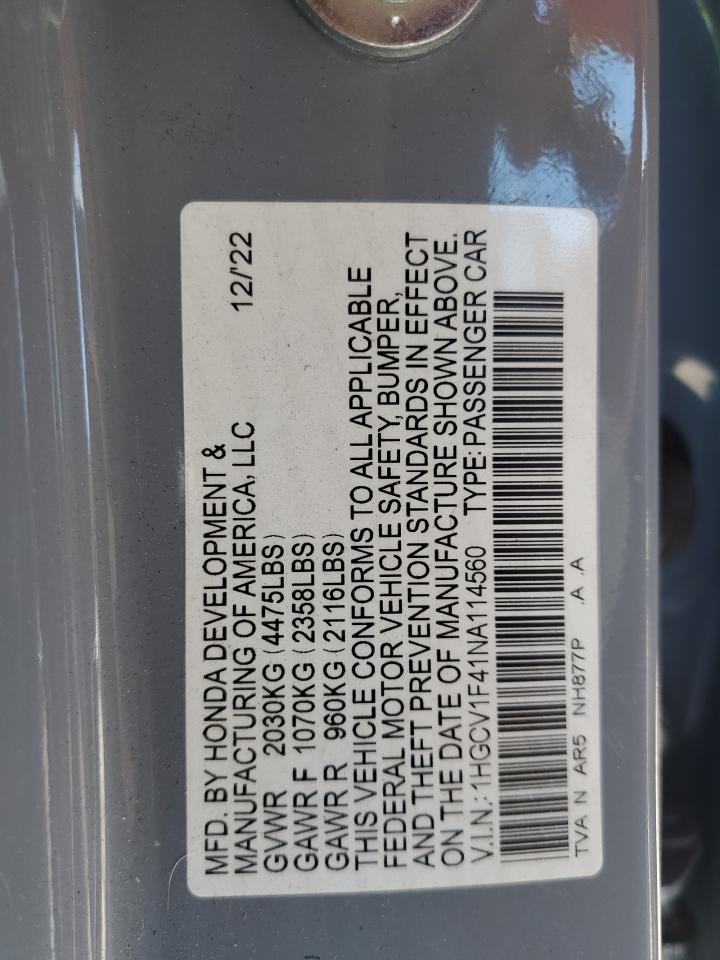 MFD. BY HONDA DEVELOPMENT &
MANUFACTURING OF AMERICA, LLC 12/'22
GVWR 2030KG (4475LBS)
GAWR F 1070KG (2358LBS)
GAWR R 960KG (2116LBS)
THIS VEHICLE CONFORMS TO ALL APPLICABLE
FEDERAL MOTOR VEHICLE SAFETY, BUMPER,
AND THEFT PREVENTION STANDARDS IN EFFECT
ON THE DATE OF MANUFACTURE SHOWN ABOVE.
V.I.N.: 1HGCV1F41NA114560 TYPE: PASSENGER CAR
TVA N AR5 NH877P .A .A